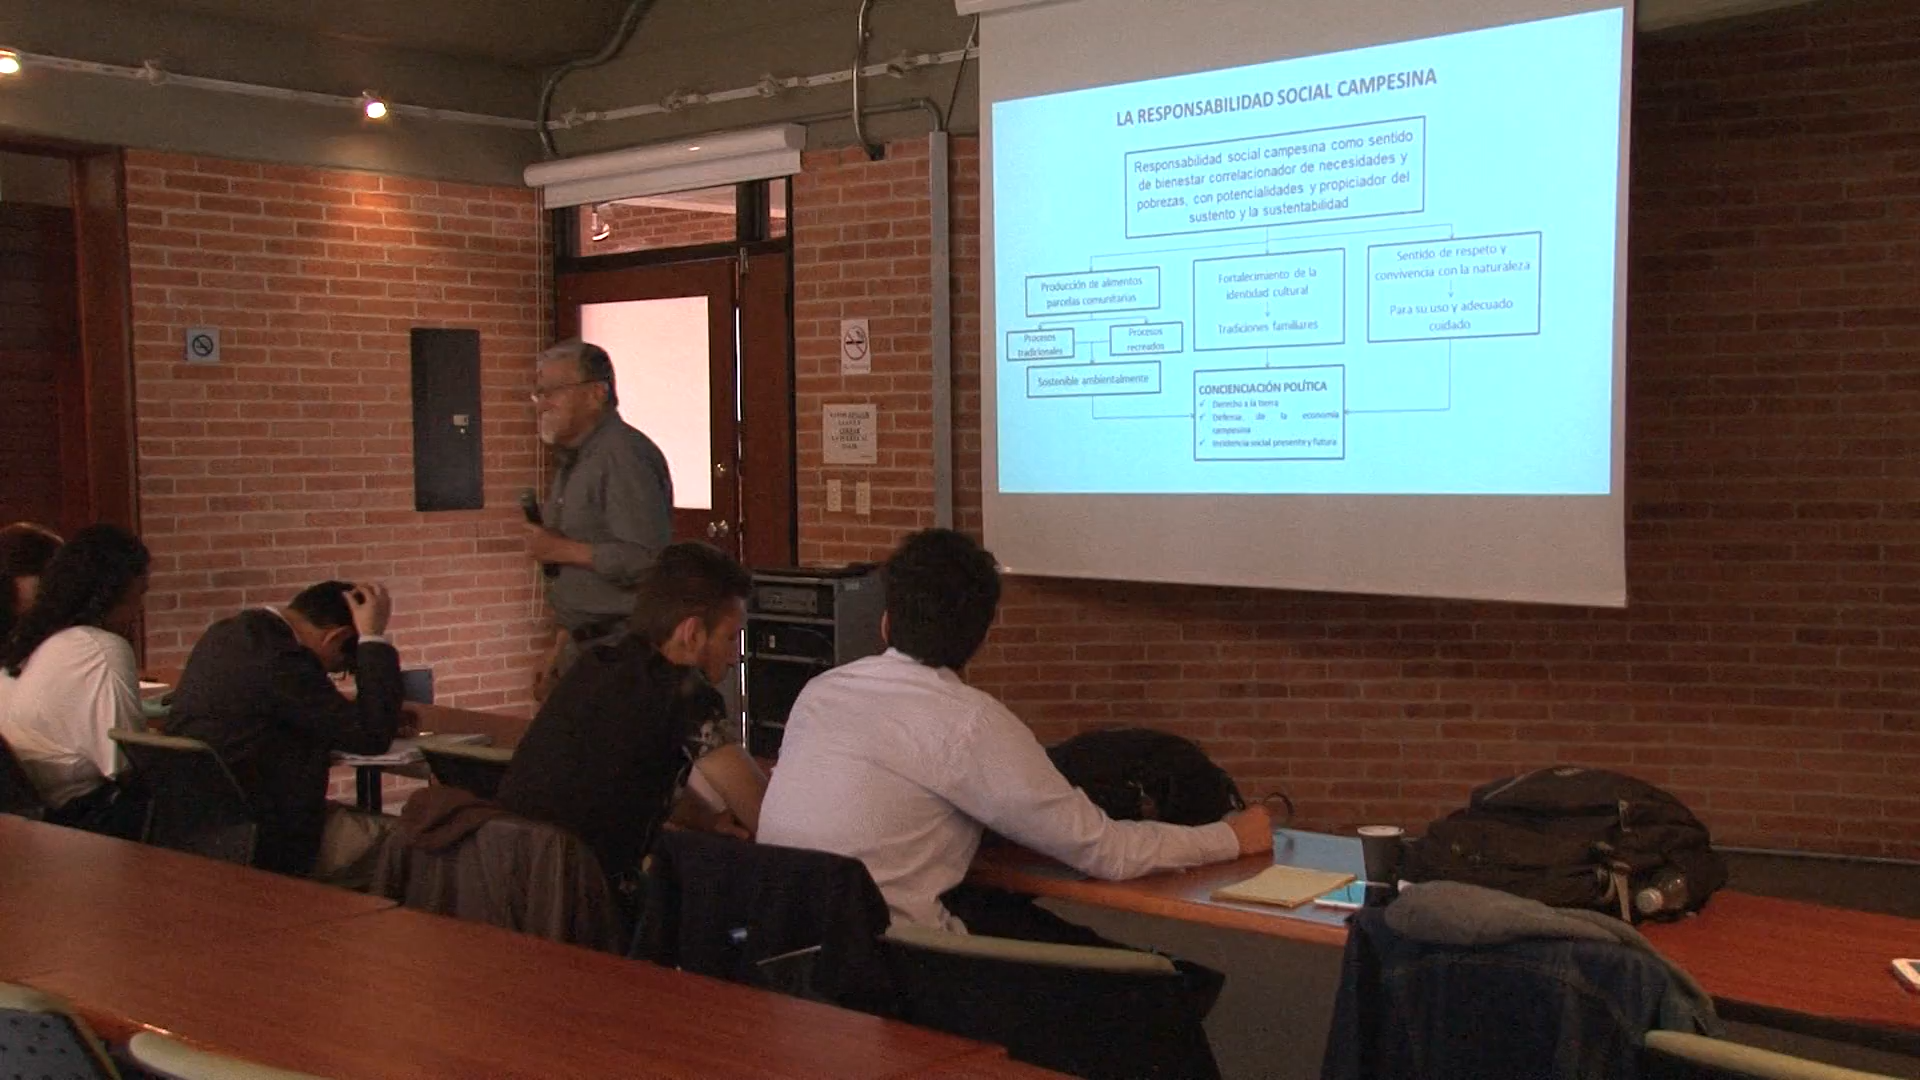 LA RESPONSABILIDAD SOCIAL CAMPESINA
Responsabilidad social campesina como sentido
de bienestar correlacionador de necesidades y
pobrezas, con potencialidades y propiciador del
sustento y la sustentabilidad
Producción de alimentos
parcelas comunitarias
Procesos
tradicionales
Procesos
recreados
Sostenible ambientalmente
Fortalecimiento de la
identidad cultural
Tradiciones familiares
Sentido de respeto y
convivencia con la naturaleza
Para su uso y adecuado
cuidado
CONCIENCIACIÓN POLÍTICA
✓ Derecho a la tierra
✓ Defensa de la economía
campesina
✓ Incidencia social presente y futura